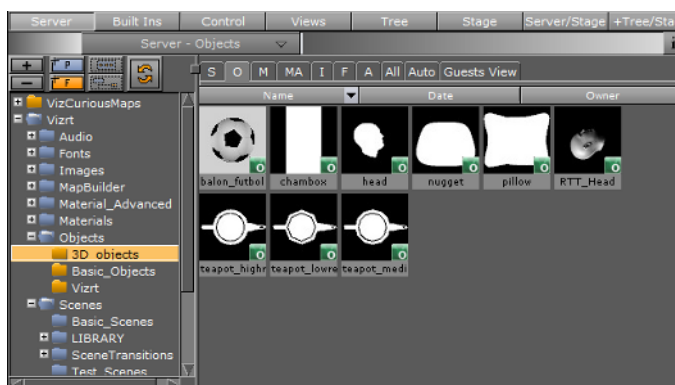 Server Built Ins Control Views Tree Stage Server/Stage +Tree/Sta
Server - Objects
+ P
- F
S O M MA I F A All Auto Guests View
Name Date Owner
VizCuriousMaps
Vizrt
Audio
Fonts
Images
MapBuilder
Material_Advanced
Materials
Objects
3D_objects
Basic_Objects
Vizrt
Scenes
Basic_Scenes
LIBRARY
SceneTransitions
Test_Scenes
O O O O O O
balon_futbol chambox head nugget pillow RTT_Head
O O O
teapot_highr teapot_lowre teapot_medi